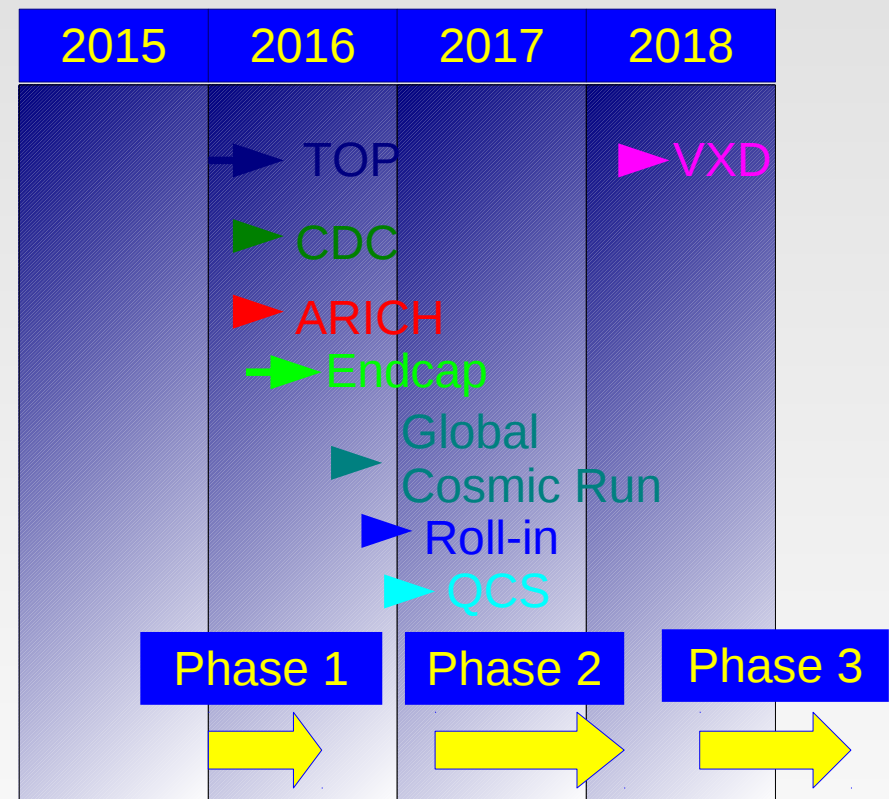 2015 2016 2017 2018
TOP VXD
CDC
ARICH
Endcap
Global
Cosmic Run
Roll-in
QCS
Phase 1 Phase 2 Phase 3